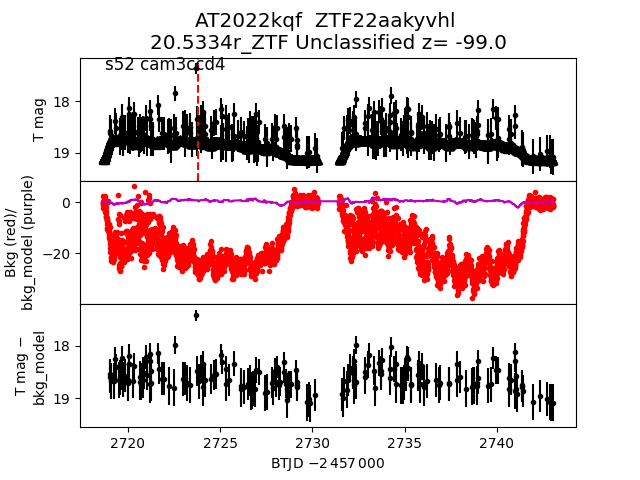 AT2022kqf  ZTF22aakyvhl
20.5334r_ZTF Unclassified z= -99.0
s52 cam3ccd4
T mag
18
19
Bkg (red)/
bkg_model (purple)
0
−20
T mag −
bkg_model
18
19
2720 2725 2730 2735 2740
BTJD −2 457 000